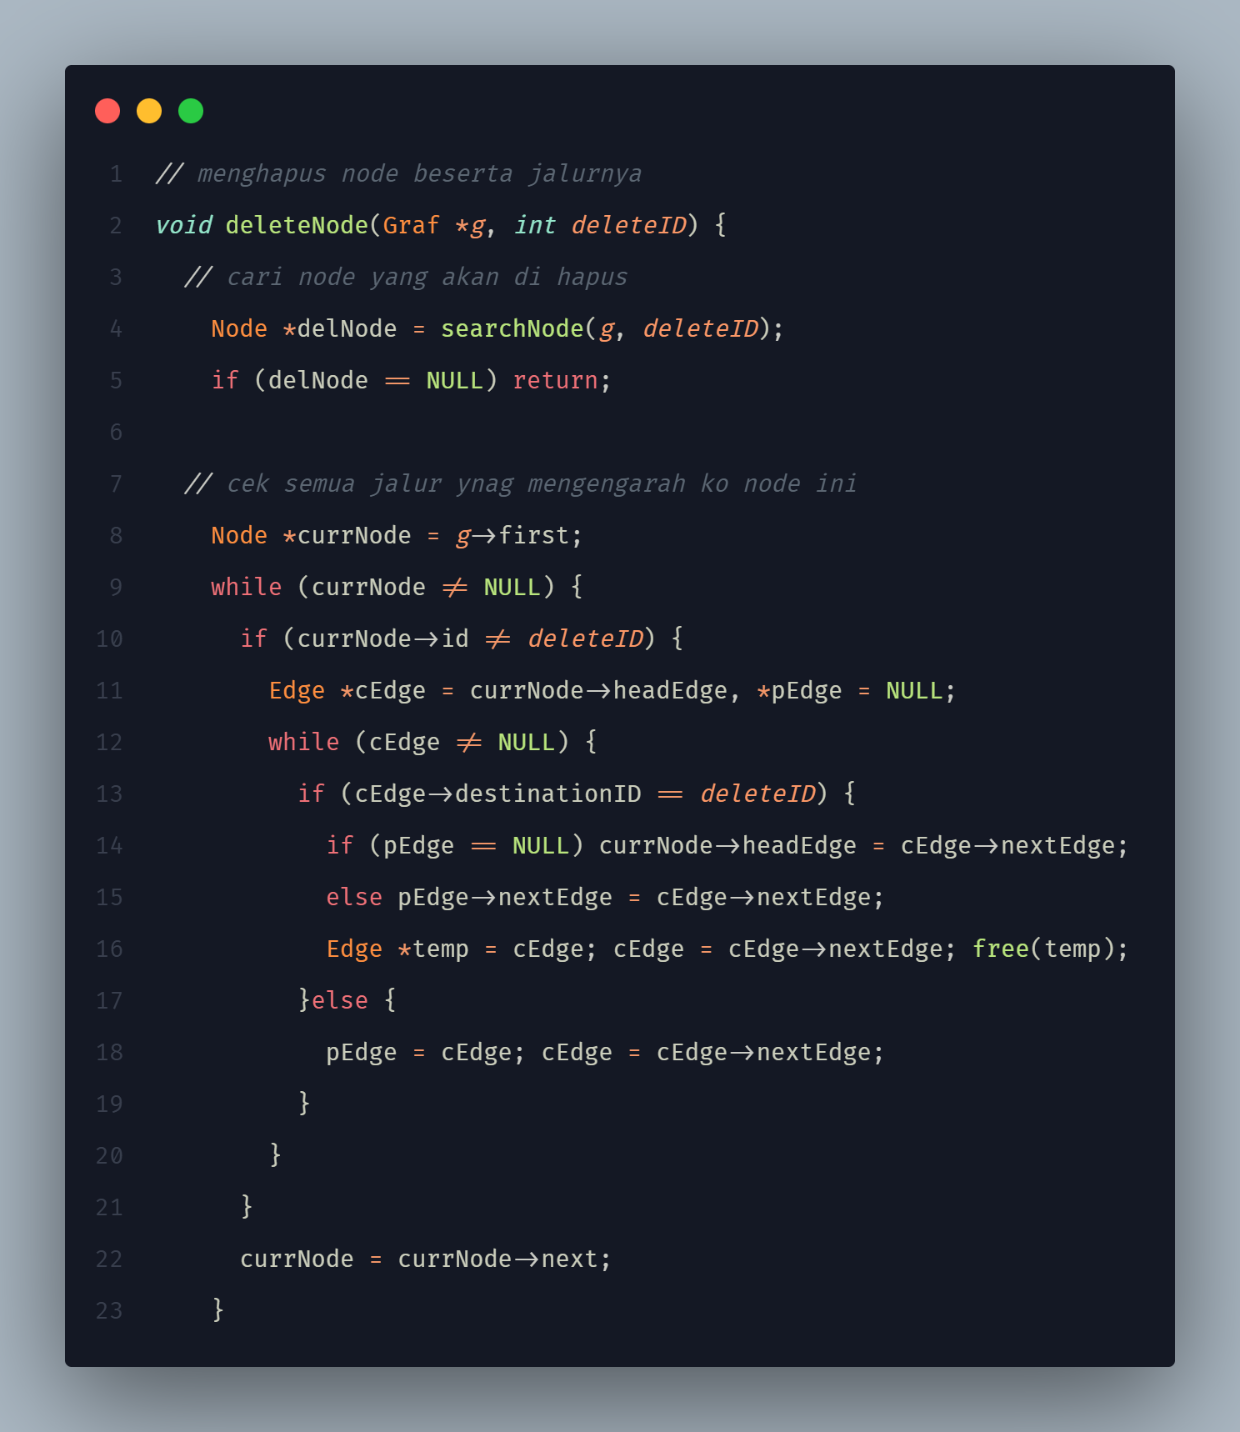 1 // menghapus node beserta jalurnya
2 void deleteNode(Graf *g, int deleteID) {
3   // cari node yang akan di hapus
4     Node *delNode = searchNode(g, deleteID);
5     if (delNode == NULL) return;
6
7   // cek semua jalur ynag mengengarah ko node ini
8     Node *currNode = g->first;
9     while (currNode != NULL) {
10       if (currNode->id != deleteID) {
11         Edge *cEdge = currNode->headEdge, *pEdge = NULL;
12         while (cEdge != NULL) {
13           if (cEdge->destinationID == deleteID) {
14             if (pEdge == NULL) currNode->headEdge = cEdge->nextEdge;
15             else pEdge->nextEdge = cEdge->nextEdge;
16             Edge *temp = cEdge; cEdge = cEdge->nextEdge; free(temp);
17           }else {
18             pEdge = cEdge; cEdge = cEdge->nextEdge;
19           }
20         }
21       }
22       currNode = currNode->next;
23     }